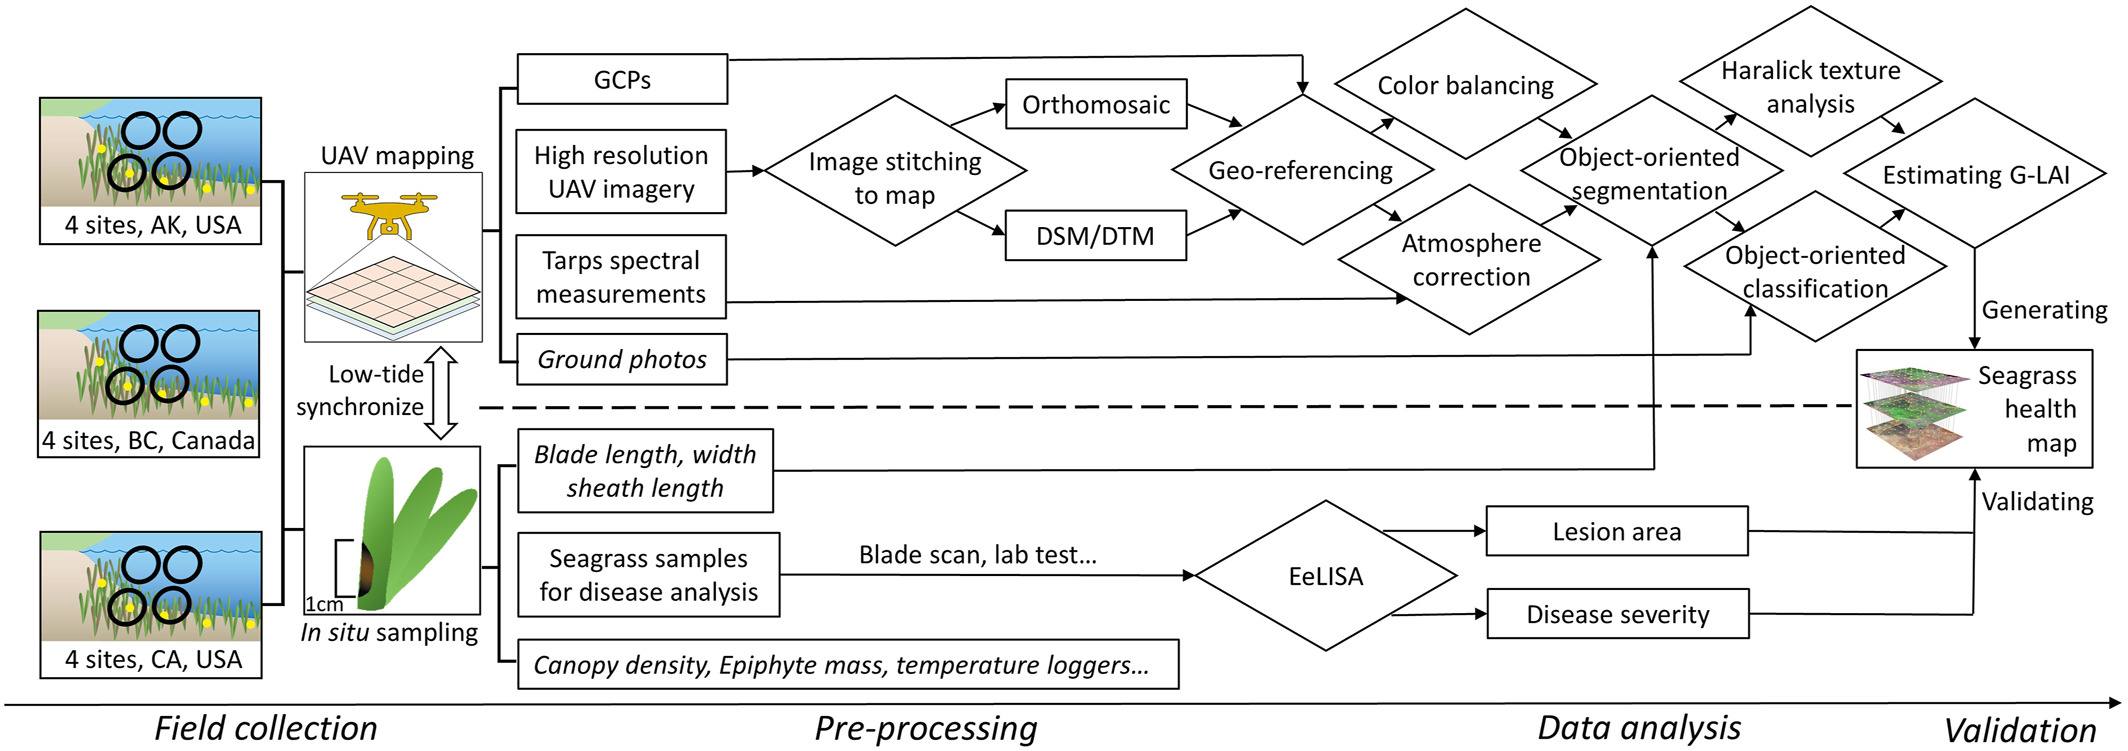 4 sites, AK, USA
4 sites, BC, Canada
4 sites, CA, USA
UAV mapping
Low-tide
synchronize
1cm
In situ sampling
GCPs
High resolution
UAV imagery
Tarps spectral
measurements
Ground photos
Blade length, width
sheath length
Seagrass samples
for disease analysis
Canopy density, Epiphyte mass, temperature loggers...
Image stitching
to map
Orthomosaic
DSM/DTM
Geo-referencing
Color balancing
Atmosphere
correction
Object-oriented
segmentation
Haralick texture
analysis
Object-oriented
classification
Estimating G-LAI
Generating
Seagrass
health
map
Validating
Blade scan, lab test...
EeLISA
Lesion area
Disease severity
Field collection
Pre-processing
Data analysis
Validation